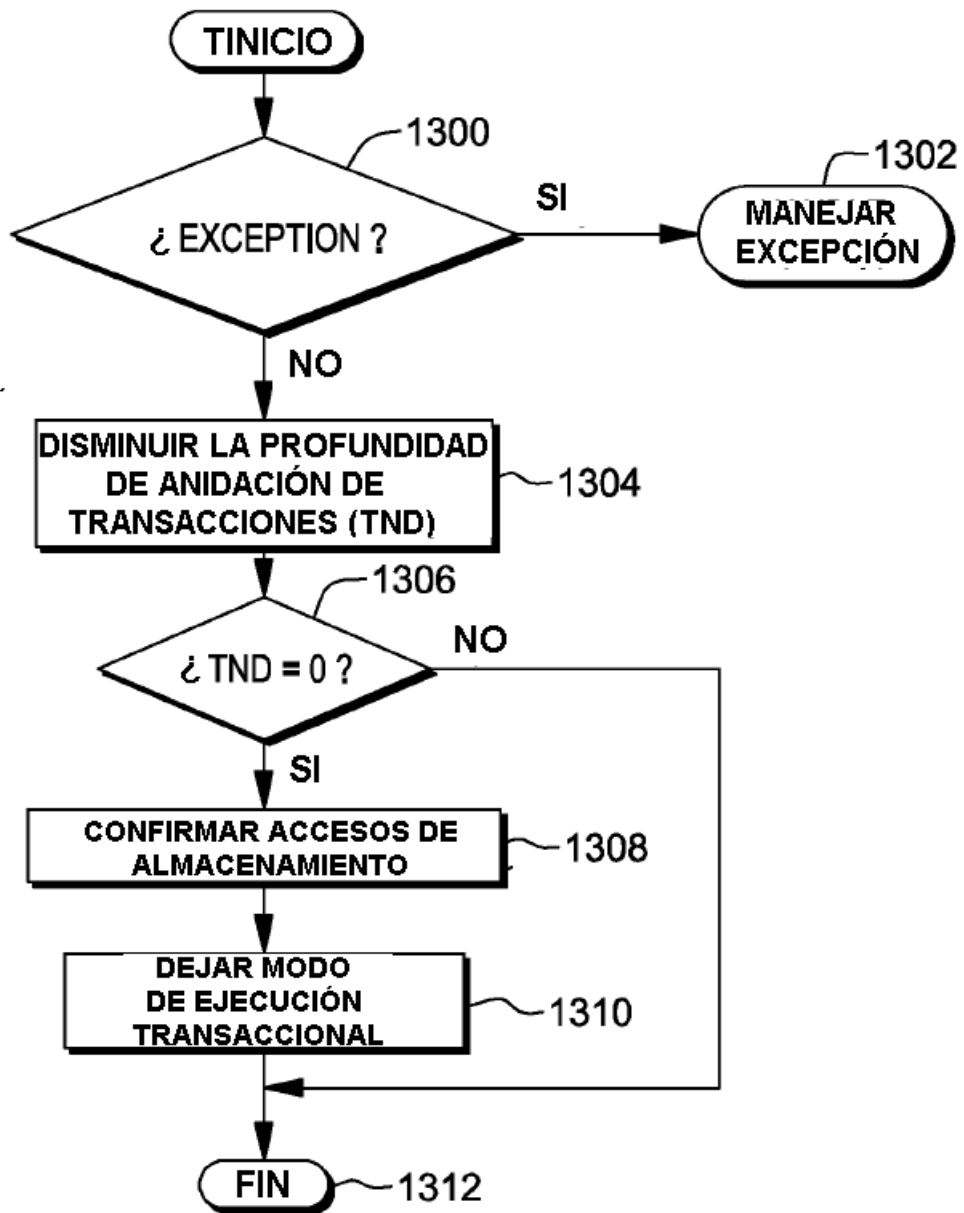 TINICIO
1300
¿ EXCEPTION ?
SI
1302
MANEJAR
EXCEPCIÓN
NO
DISMINUIR LA PROFUNDIDAD
DE ANIDACIÓN DE
TRANSACCIONES (TND)
1304
1306
¿ TND = 0 ?
NO
SI
CONFIRMAR ACCESOS DE
ALMACENAMIENTO
1308
DEJAR MODO
DE EJECUCIÓN
TRANSACCIONAL
1310
FIN
1312